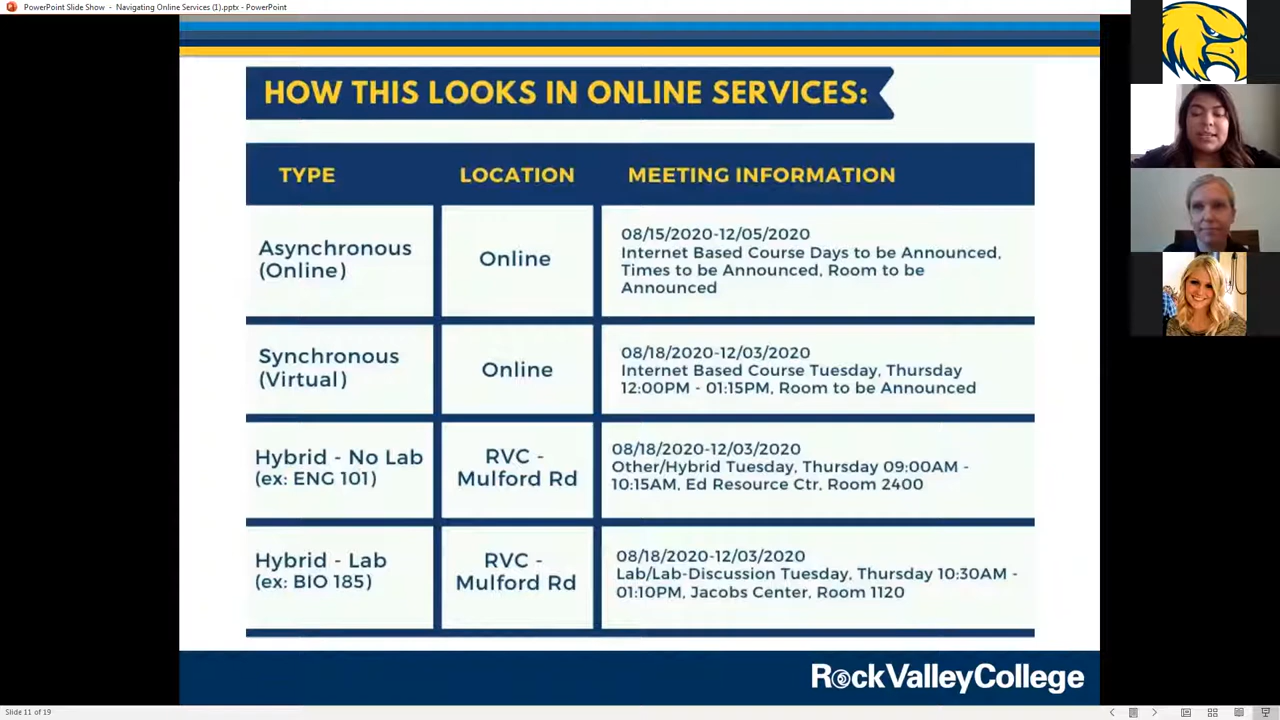 PowerPoint Slide Show - Navigating Online Services (1).pptx - PowerPoint
HOW THIS LOOKS IN ONLINE SERVICES:
TYPE LOCATION MEETING INFORMATION
Asynchronous
(Online)
Online
08/15/2020-12/05/2020
Internet Based Course Days to be Announced,
Times to be Announced, Room to be
Announced
Synchronous
(Virtual)
Online
08/18/2020-12/03/2020
Internet Based Course Tuesday, Thursday
12:00PM - 01:15PM, Room to be Announced
Hybrid - No Lab
(ex: ENG 101)
RVC -
Mulford Rd
08/18/2020-12/03/2020
Other/Hybrid Tuesday, Thursday 09:00AM -
10:15AM, Ed Resource Ctr, Room 2400
Hybrid - Lab
(ex: BIO 185)
RVC -
Mulford Rd
08/18/2020-12/03/2020
Lab/Lab-Discussion Tuesday, Thursday 10:30AM -
01:10PM, Jacobs Center, Room 1120
RockValleyCollege
Slide 11 of 19